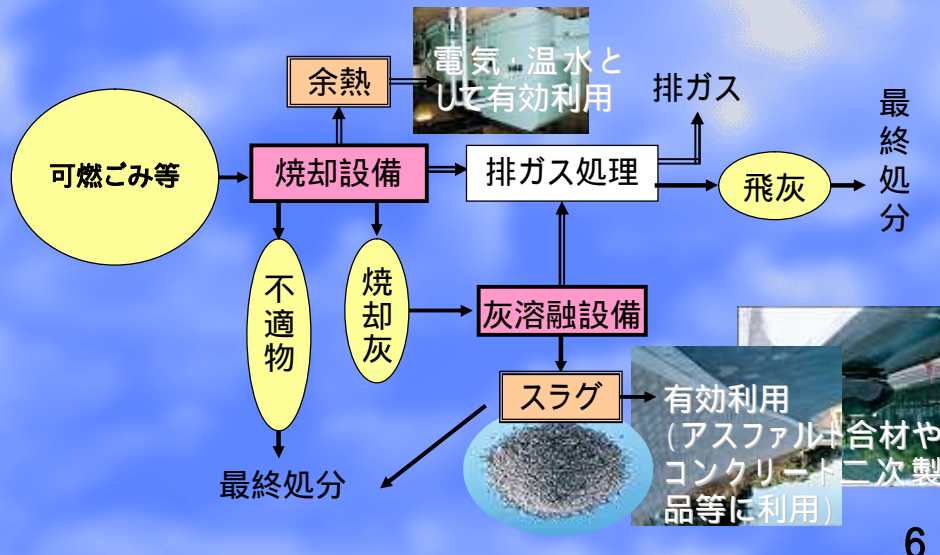 余熱
電気・温水と
して有効利用
排ガス
最終処分
可燃ごみ等
焼却設備
排ガス処理
飛灰
不適物
焼却灰
灰溶融設備
スラグ
有効利用
(アスファルト合材や
コンクリート二次製
品等に利用)
最終処分
6